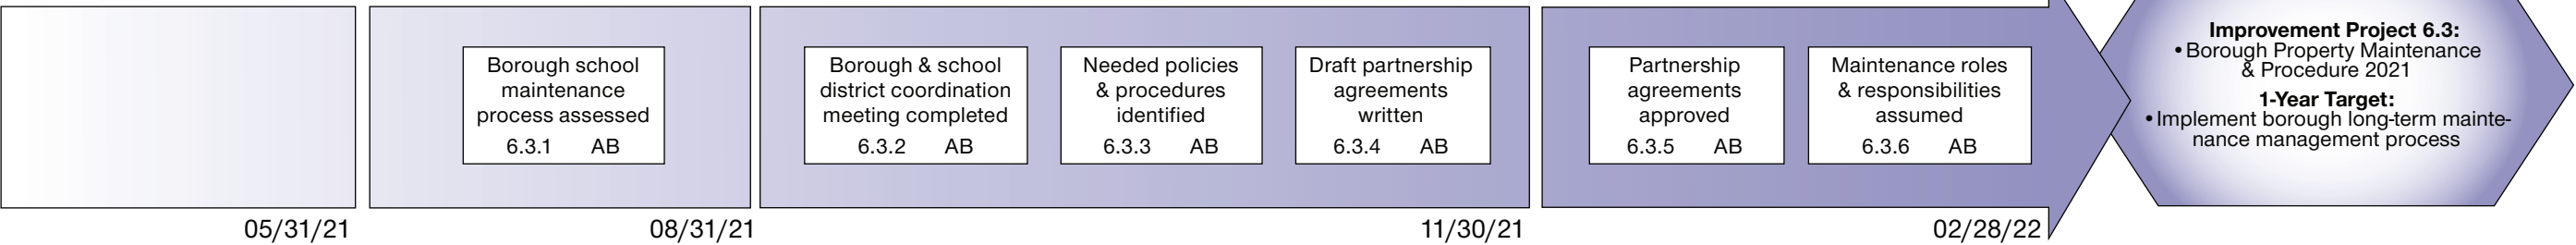 Borough school
maintenance
process assessed
6.3.1 AB
Borough & school
district coordination
meeting completed
6.3.2 AB
Needed policies
& procedures
identified
6.3.3 AB
Draft partnership
agreements
written
6.3.4 AB
Partnership
agreements
approved
6.3.5 AB
Maintenance roles
& responsibilities
assumed
6.3.6 AB
Improvement Project 6.3:
• Borough Property Maintenance
& Procedure 2021
1-Year Target:
• Implement borough long-term mainte-
nance management process
05/31/21
08/31/21
11/30/21
02/28/22